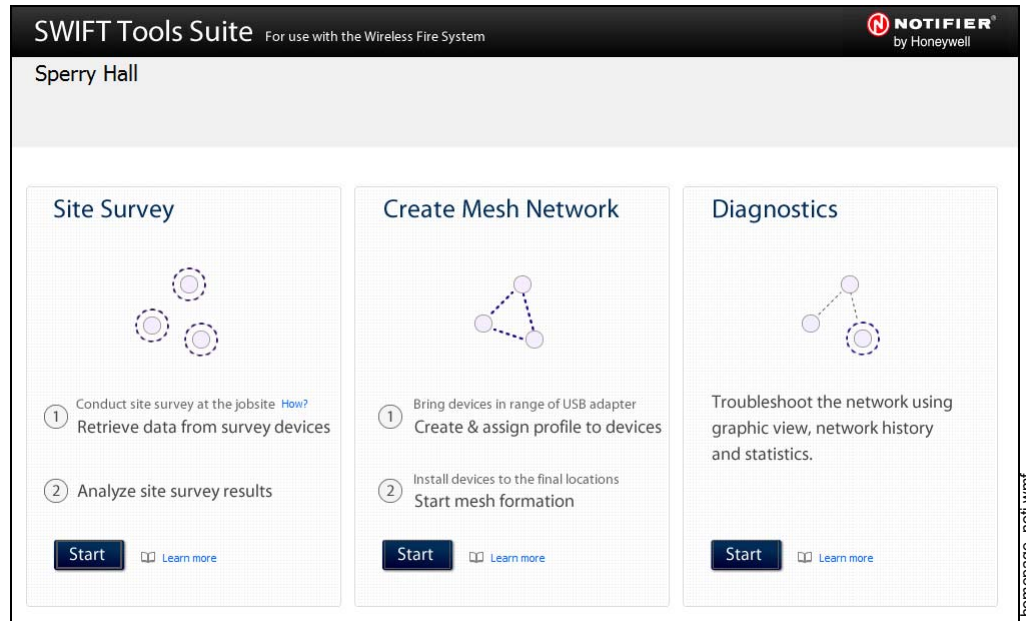 SWIFT Tools Suite For use with the Wireless Fire System
NOTIFIER®
by Honeywell
Sperry Hall
Site Survey
1 Conduct site survey at the jobsite How?
Retrieve data from survey devices
2 Analyze site survey results
Start Learn more
Create Mesh Network
1 Bring devices in range of USB adapter
Create & assign profile to devices
2 Install devices to the final locations
Start mesh formation
Start Learn more
Diagnostics
Troubleshoot the network using
graphic view, network history
and statistics.
Start Learn more
homepage_noti.wmf